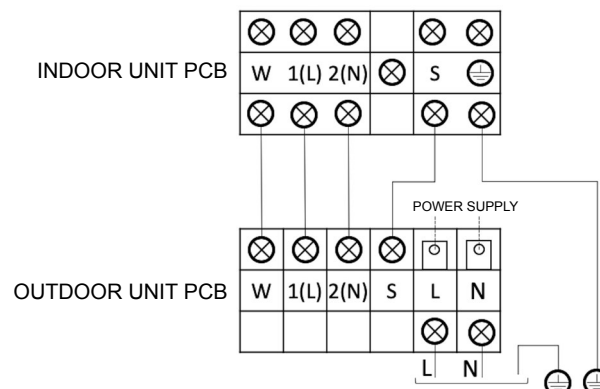 INDOOR UNIT PCB
W 1(L) 2(N) S
POWER SUPPLY
OUTDOOR UNIT PCB
W 1(L) 2(N) S L N
L N